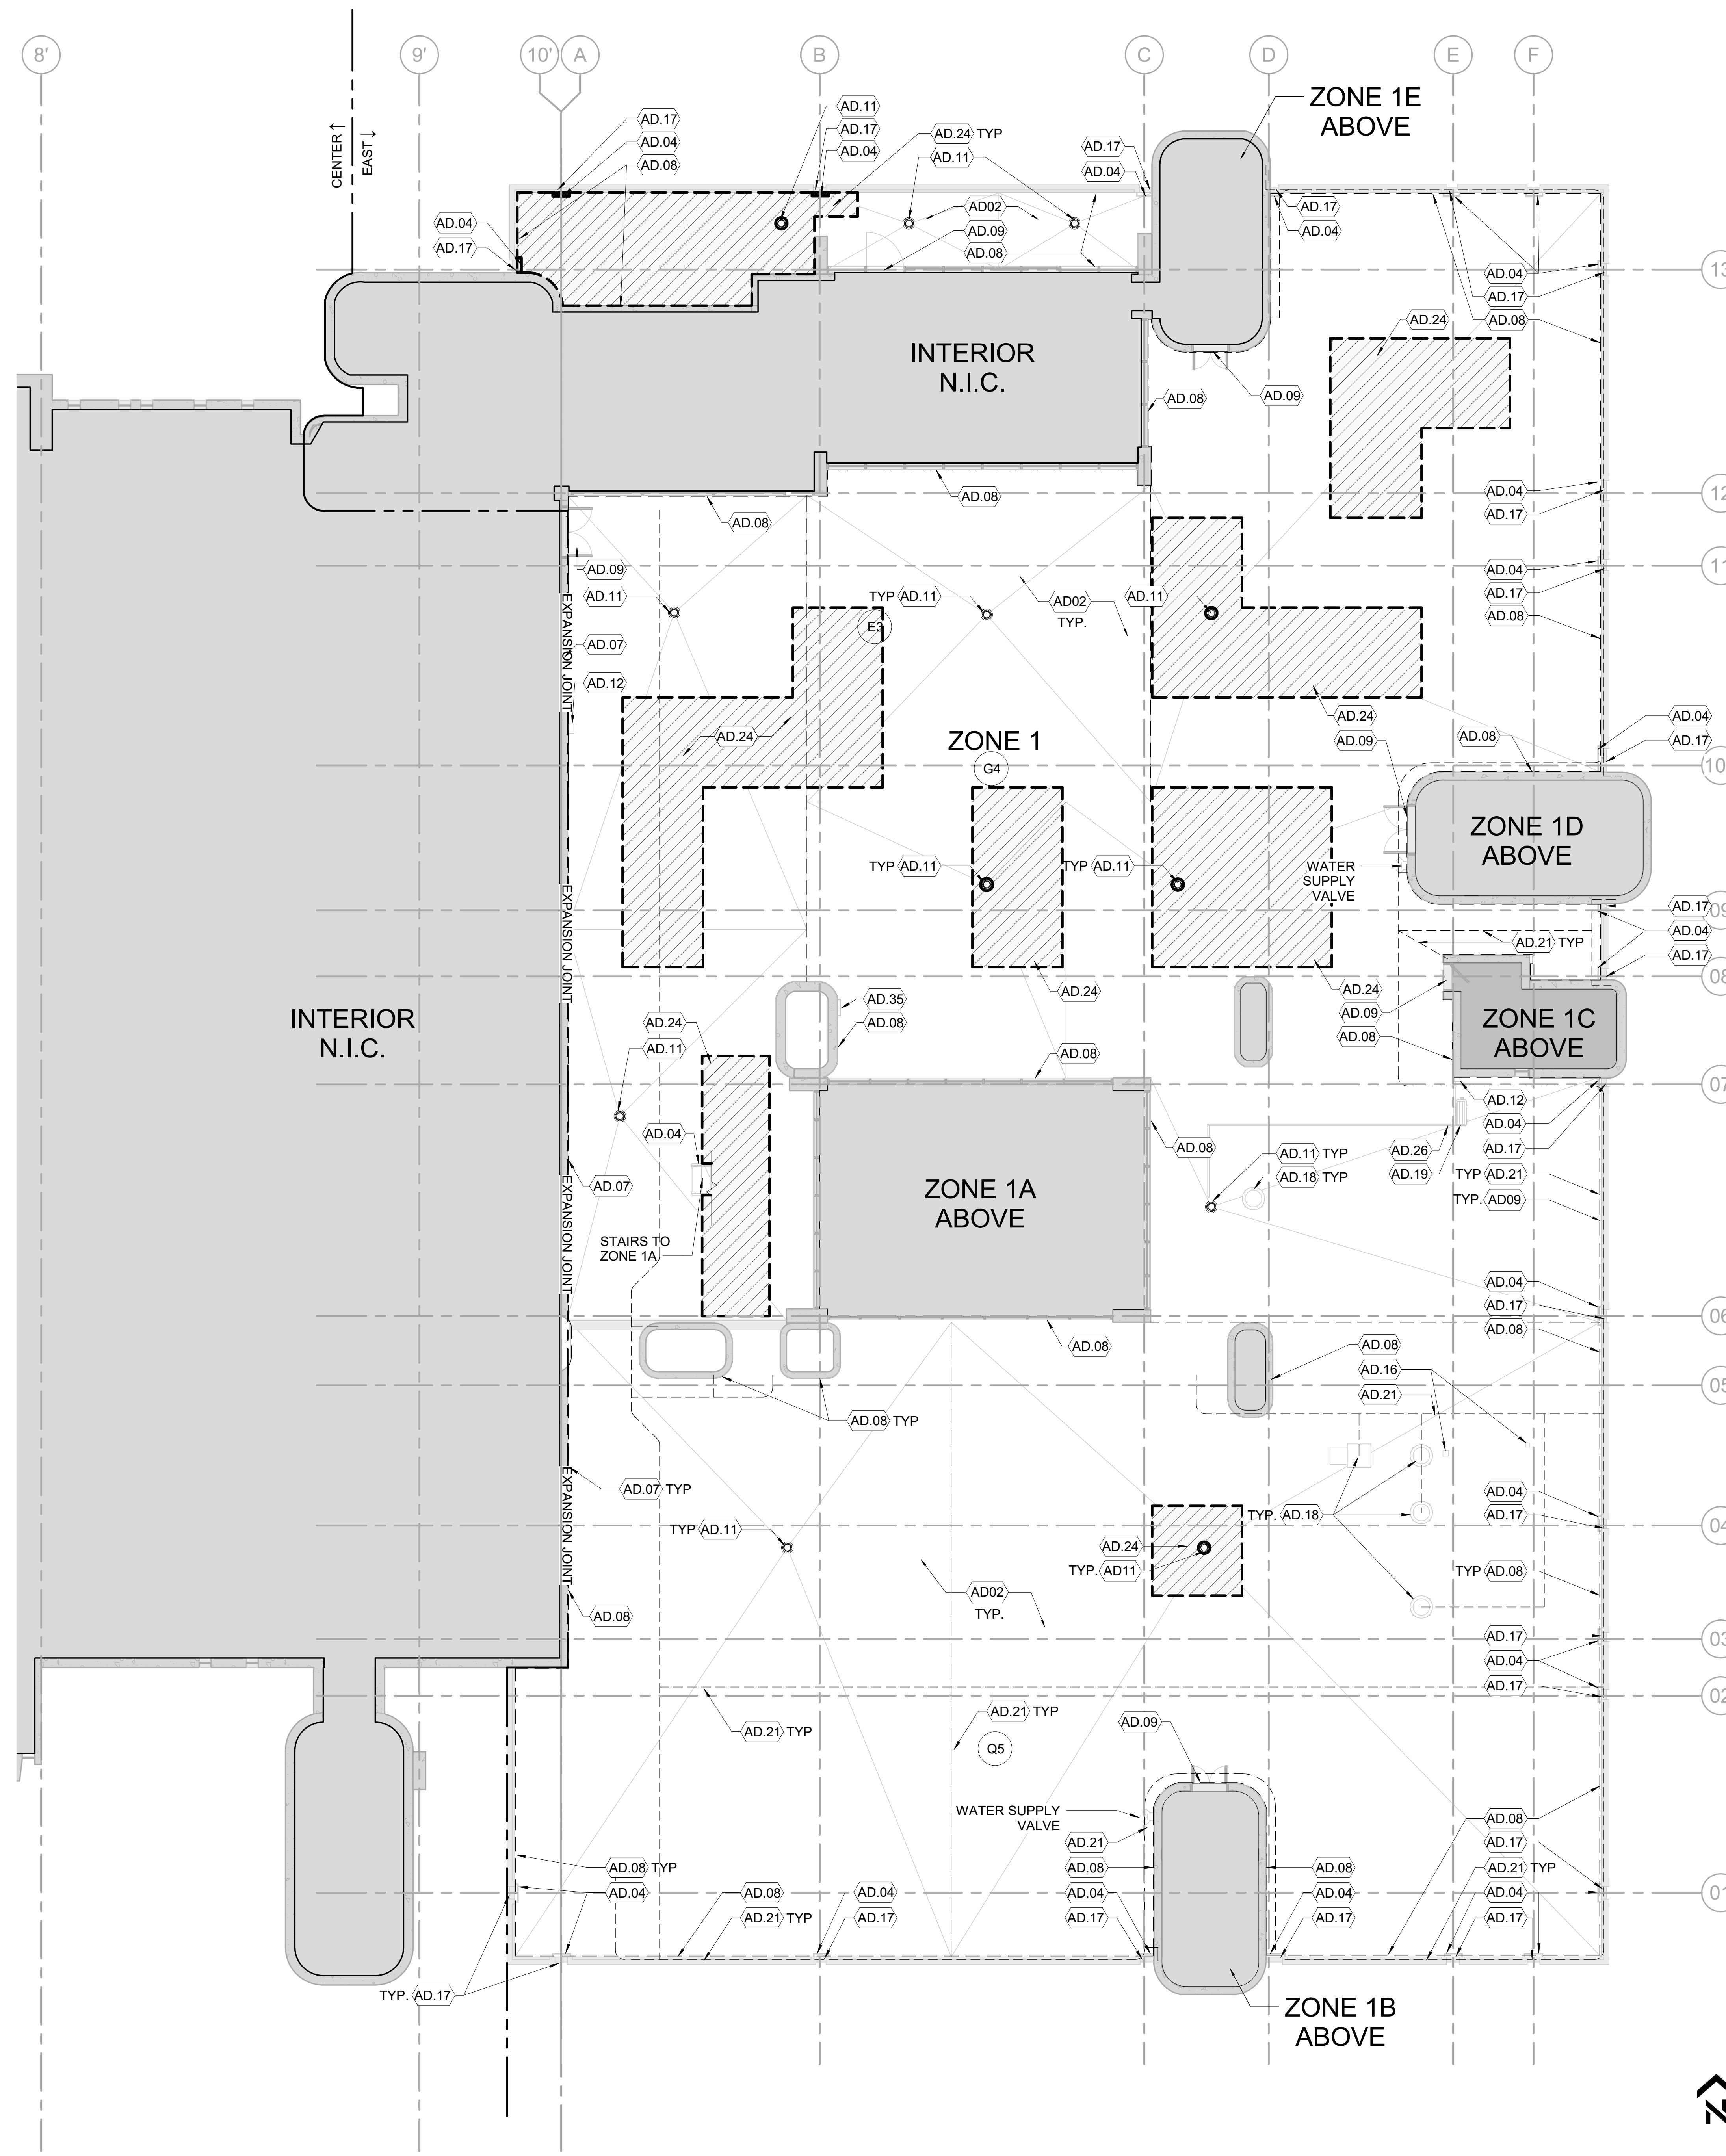 8'
9'
10'
A
B
C
D
E
F
ZONE 1E
ABOVE
CENTER ↑
EAST ↓
AD.17
AD.04
AD.08
AD.11
AD.17
AD.04
AD.24 TYP
AD.11
AD.17
AD.04
AD.04
AD.17
AD02
AD.09
AD.08
AD.17
AD.04
13
AD.04
AD.17
AD.08
AD.24
INTERIOR
N.I.C.
AD.08
AD.09
AD.08
AD.08
12
AD.04
AD.17
AD.09
AD.11
11
AD.04
AD.17
AD.08
TYP AD.11
AD02
TYP.
AD.11
E3
EXPANSION JOINT
AD.07
AD.12
AD.24
ZONE 1
G4
AD.24
AD.09
AD.08
AD.04
AD.17
10
ZONE 1D
ABOVE
TYP AD.11
TYP AD.11
WATER
SUPPLY
VALVE
EXPANSION JOINT
AD.17
09
AD.04
AD.21 TYP
AD.17
08
AD.24
AD.24
AD.09
AD.08
ZONE 1C
ABOVE
INTERIOR
N.I.C.
AD.35
AD.08
AD.24
AD.11
AD.08
07
AD.12
AD.04
AD.17
AD.04
AD.08
AD.11 TYP
AD.18 TYP
AD.26
AD.19
TYP AD.21
TYP. AD09
AD.07
EXPANSION JOINT
ZONE 1A
ABOVE
STAIRS TO
ZONE 1A
AD.04
AD.17
AD.08
06
AD.08
AD.08
AD.16
AD.21
05
AD.08 TYP
AD.07 TYP
EXPANSION JOINT
AD.04
AD.17
04
TYP AD.11
TYP. AD.18
AD.24
TYP. AD11
TYP AD.08
AD02
TYP.
AD.08
AD.17
03
AD.04
AD.17
02
AD.21 TYP
AD.21 TYP
Q5
AD.09
WATER SUPPLY
VALVE
AD.21
AD.08
AD.04
AD.17
AD.08
AD.04
AD.17
AD.08
AD.17
AD.21 TYP
AD.04
AD.17
01
AD.08 TYP
AD.04
AD.08
AD.21 TYP
AD.04
AD.17
TYP. AD.17
ZONE 1B
ABOVE
N